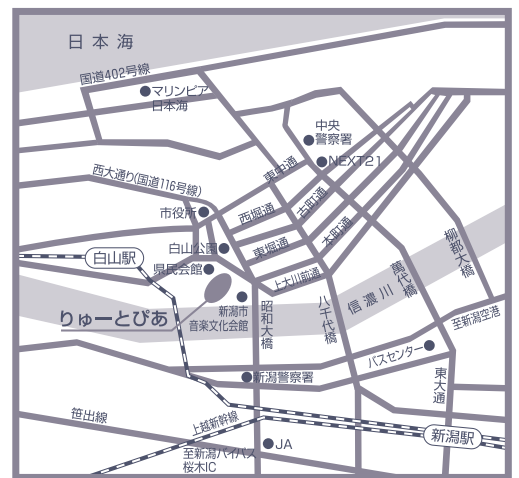 日本海
国道402号線
マリンピア
日本海
中央
警察署
NEXT21
東中通
西大通り(国道116号線)
市役所
西堀通
古町通
本町通
東堀通
白山公園
白山駅
県民会館
上大川前通
柳都大橋
萬代橋
信濃川
八千代橋
昭和大橋
りゅーとぴあ
新潟市
音楽文化会館
至新潟空港
バスセンター
東大通
新潟警察署
笹出線
上越新幹線
新潟駅
JA
至新潟バイパス
桜木IC